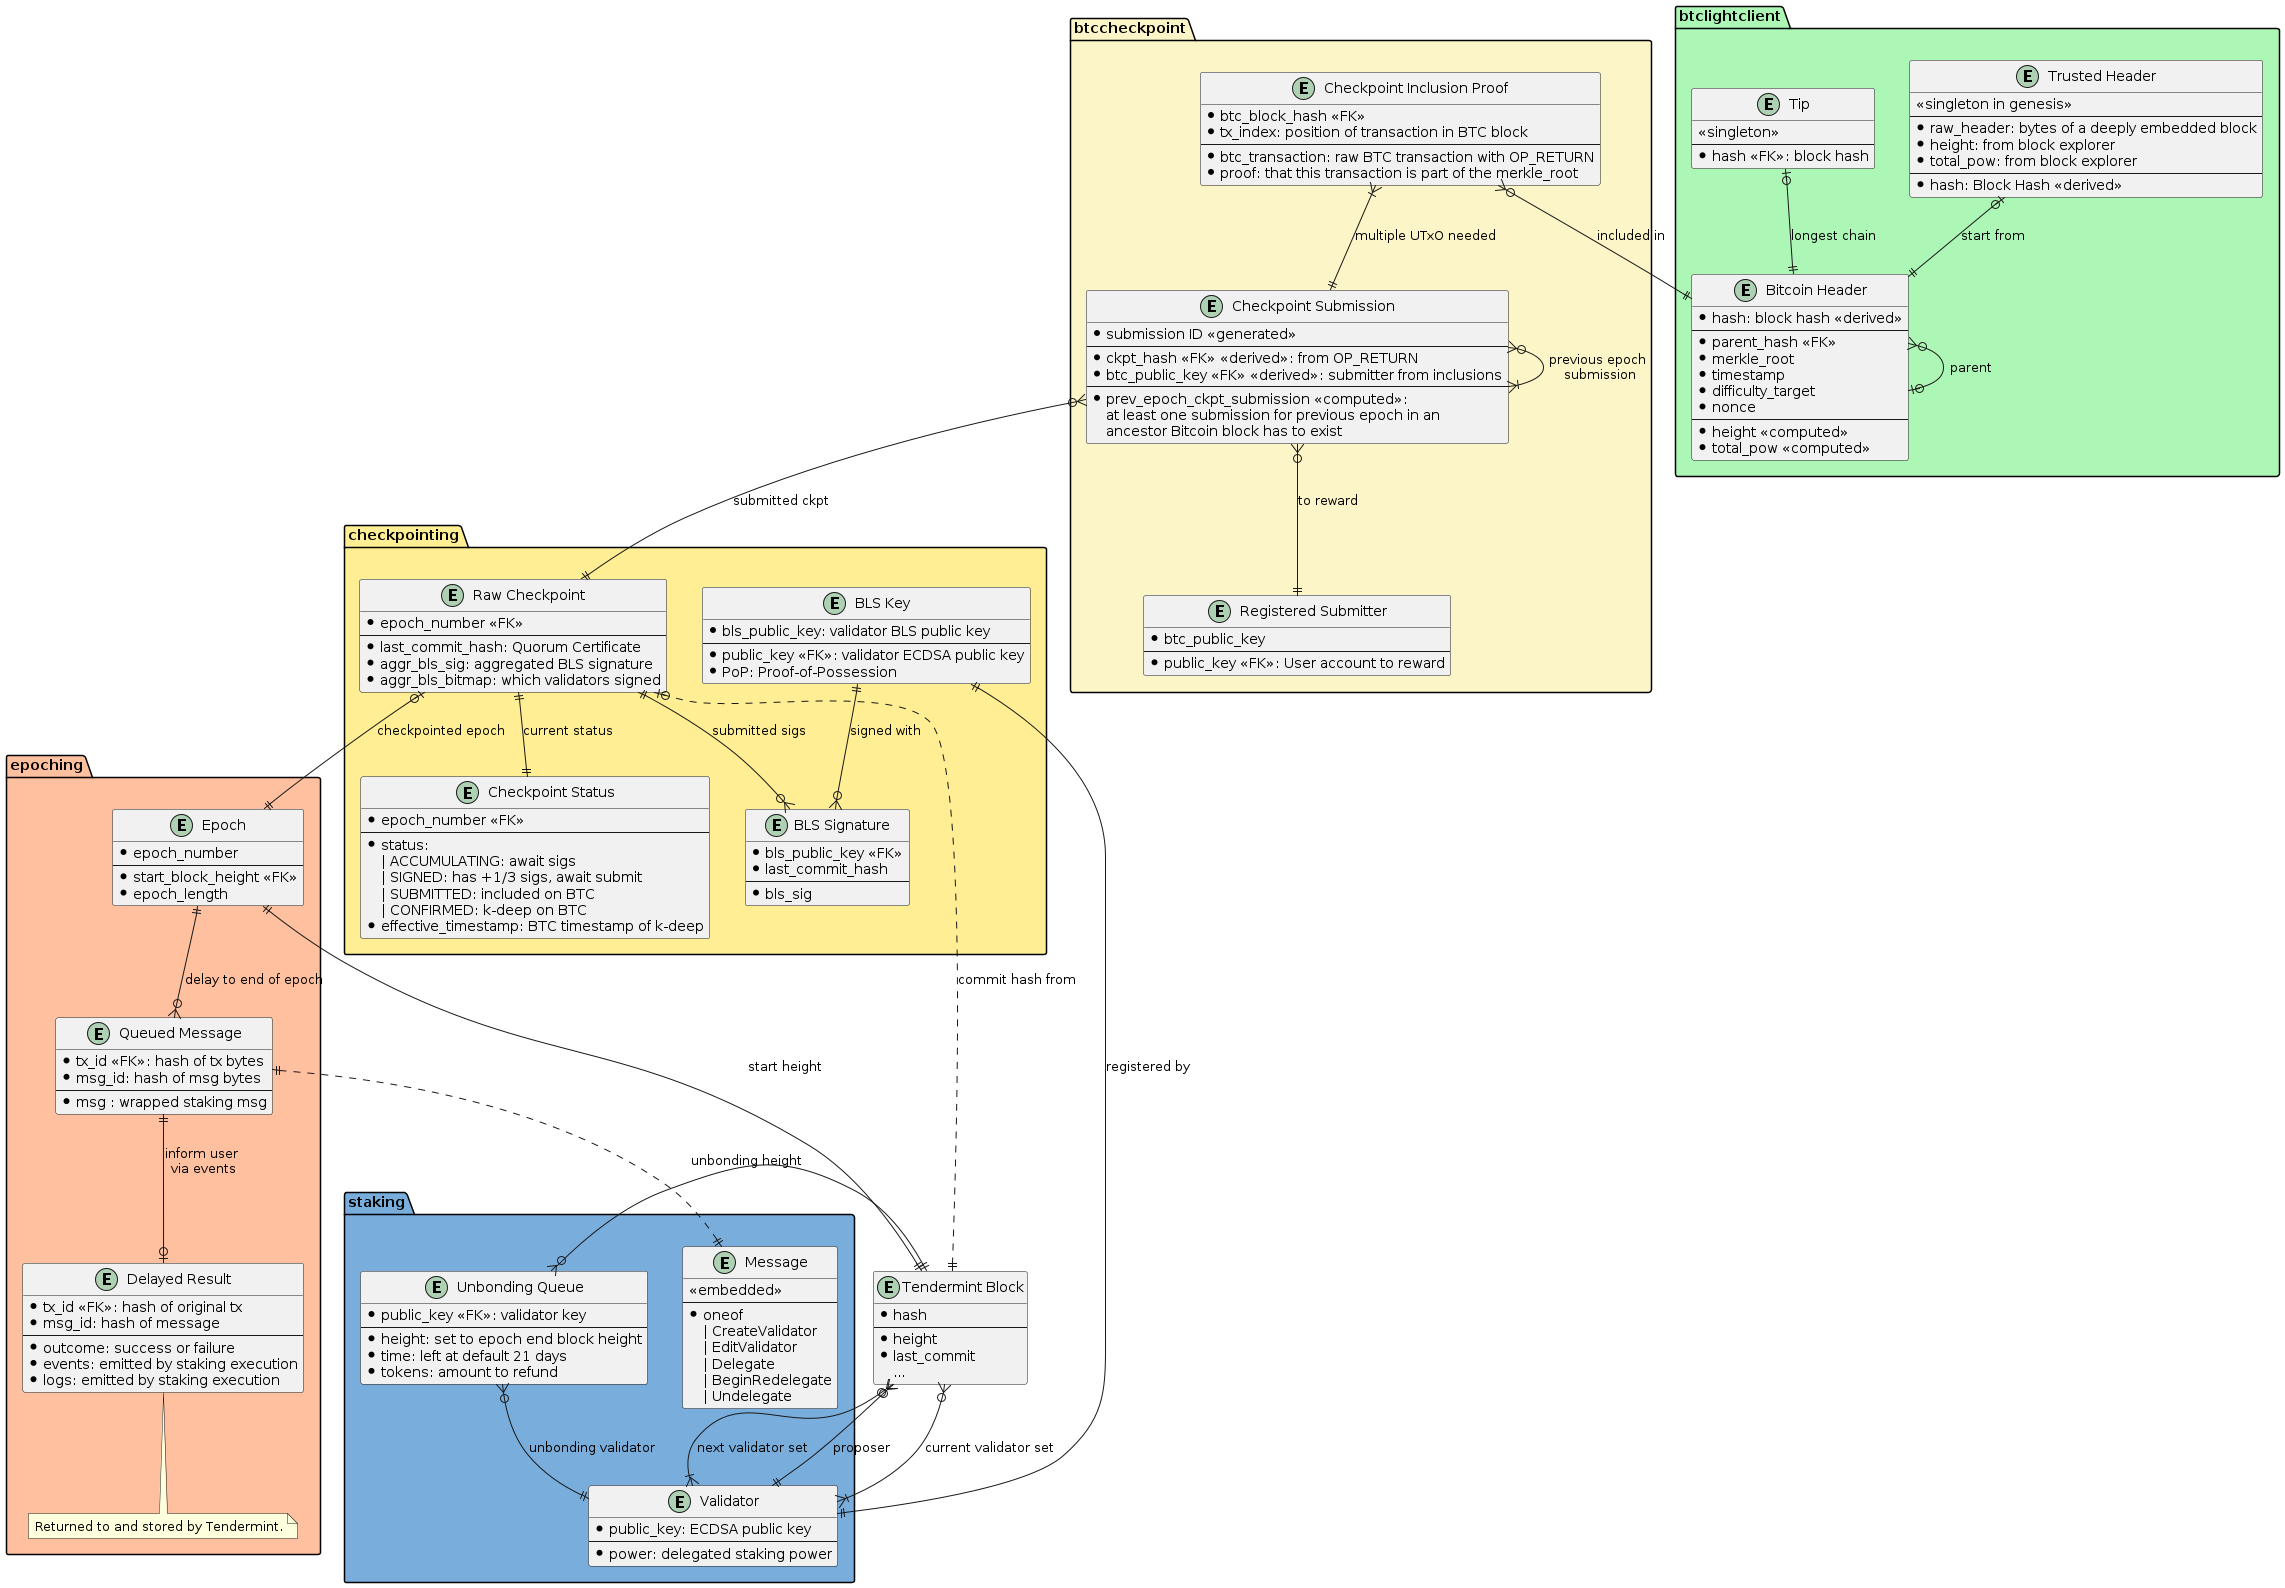 btccheckpoint
E Checkpoint Inclusion Proof
btc_block_hash «FK»
tx_index: position of transaction in BTC block
btc_transaction: raw BTC transaction with OP_RETURN
proof: that this transaction is part of the merkle_root
multiple UTxO needed
included in
E Checkpoint Submission
submission ID «generated»
ckpt_hash «FK» «derived»: from OP_RETURN
btc_public_key «FK» «derived»: submitter from inclusions
prev_epoch_ckpt_submission «computed»:
at least one submission for previous epoch in an
ancestor Bitcoin block has to exist
previous epoch
submission
to reward
E Registered Submitter
btc_public_key
public_key «FK»: User account to reward
btclightclient
E Tip
«singleton»
hash «FK»: block hash
E Trusted Header
«singleton in genesis»
raw_header: bytes of a deeply embedded block
height: from block explorer
total_pow: from block explorer
hash: Block Hash «derived»
longest chain
start from
E Bitcoin Header
hash: block hash «derived»
parent_hash «FK»
merkle_root
timestamp
difficulty_target
nonce
height «computed»
total_pow «computed»
parent
submitted ckpt
checkpointing
E Raw Checkpoint
epoch_number «FK»
last_commit_hash: Quorum Certificate
aggr_bls_sig: aggregated BLS signature
aggr_bls_bitmap: which validators signed
E BLS Key
bls_public_key: validator BLS public key
public_key «FK»: validator ECDSA public key
PoP: Proof-of-Possession
checkpointed epoch
current status
submitted sigs
signed with
E Checkpoint Status
epoch_number «FK»
status:
| ACCUMULATING: await sigs
| SIGNED: has +1/3 sigs, await submit
| SUBMITTED: included on BTC
| CONFIRMED: k-deep on BTC
effective_timestamp: BTC timestamp of k-deep
E BLS Signature
bls_public_key «FK»
last_commit_hash
bls_sig
epoching
E Epoch
epoch_number
start_block_height «FK»
epoch_length
delay to end of epoch
commit hash from
E Queued Message
tx_id «FK»: hash of tx bytes
msg_id: hash of msg bytes
msg : wrapped staking msg
start height
registered by
inform user
via events
unbonding height
E Delayed Result
tx_id «FK»: hash of original tx
msg_id: hash of message
outcome: success or failure
events: emitted by staking execution
logs: emitted by staking execution
Returned to and stored by Tendermint.
staking
E Unbonding Queue
public_key «FK»: validator key
height: set to epoch end block height
time: left at default 21 days
tokens: amount to refund
E Message
«embedded»
oneof
| CreateValidator
| EditValidator
| Delegate
| BeginRedelegate
| Undelegate
E Tendermint Block
hash
height
last_commit
...
unbonding validator
next validator set
proposer
current validator set
E Validator
public_key: ECDSA public key
power: delegated staking power